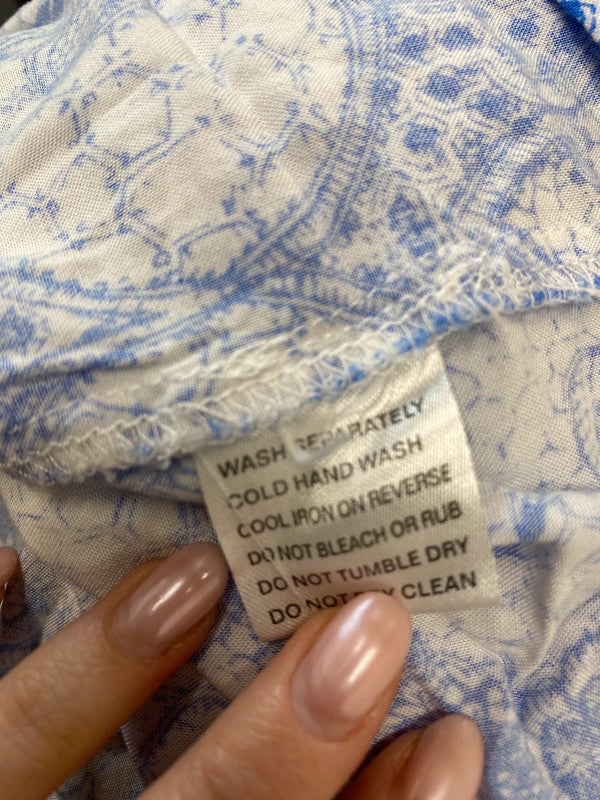 WASH SEPARATELY
COLD HAND WASH
COOL IRON ON REVERSE
DO NOT BLEACH OR RUB
DO NOT TUMBLE DRY
DO NOT DRY CLEAN